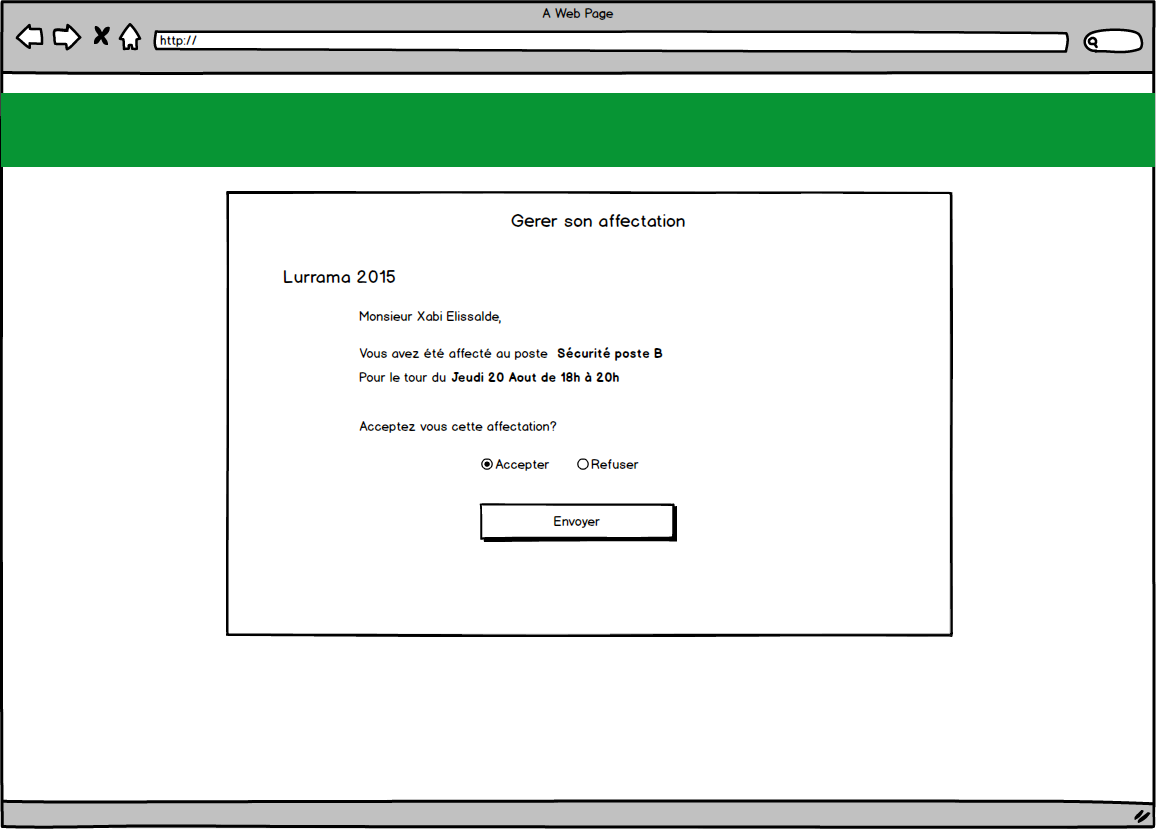 A Web Page
http://
Gerer son affectation
Lurrama 2015
Monsieur Xabi Elissalde,
Vous avez été affecté au poste Sécurité poste B
Pour le tour du Jeudi 20 Aout de 18h à 20h
Acceptez vous cette affectation?
Accepter Refuser
Envoyer